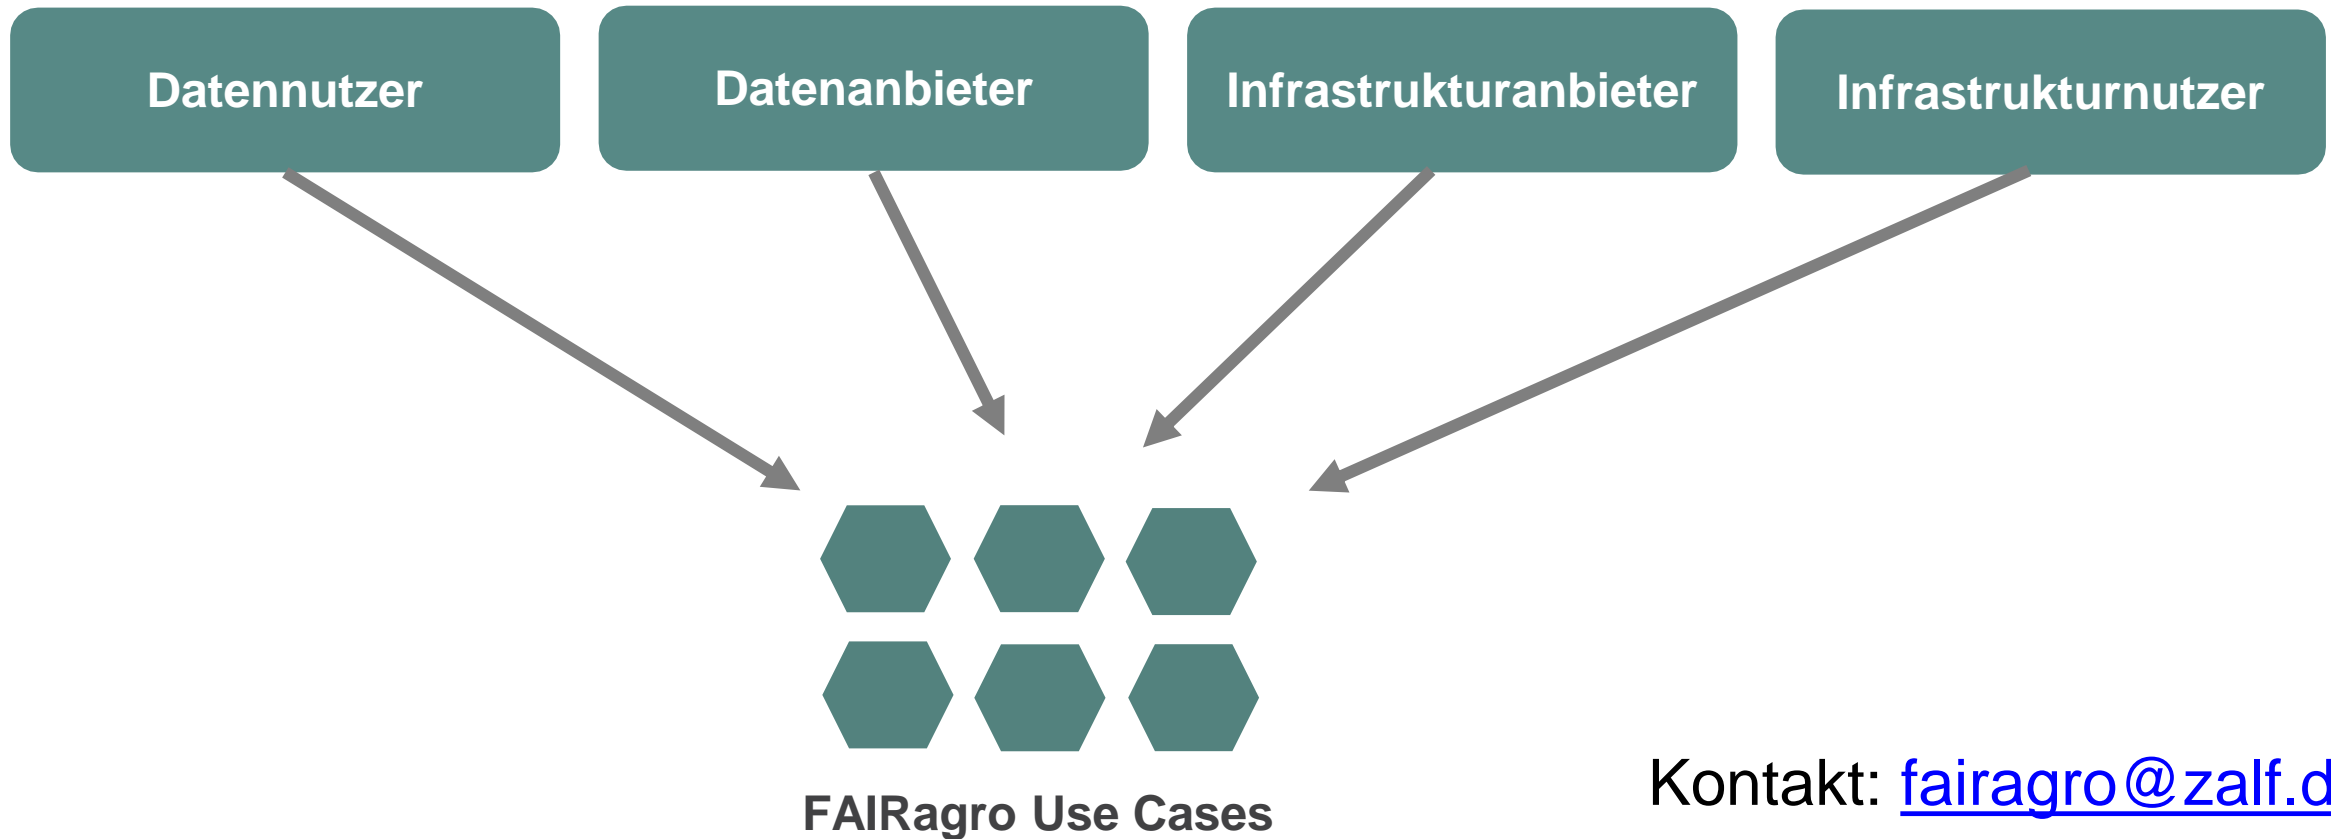 Datennutzer
Datenanbieter
Infrastrukturanbieter
Infrastrukturnutzer
FAIRagro Use Cases
Kontakt: fairagro@zalf.d